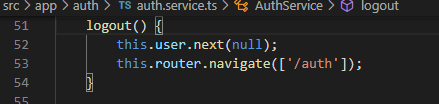 src > app > auth > TS auth.service.ts > AuthService > logout
51 logout() {
52 this.user.next(null);
53 this.router.navigate(['/auth']);
54 }